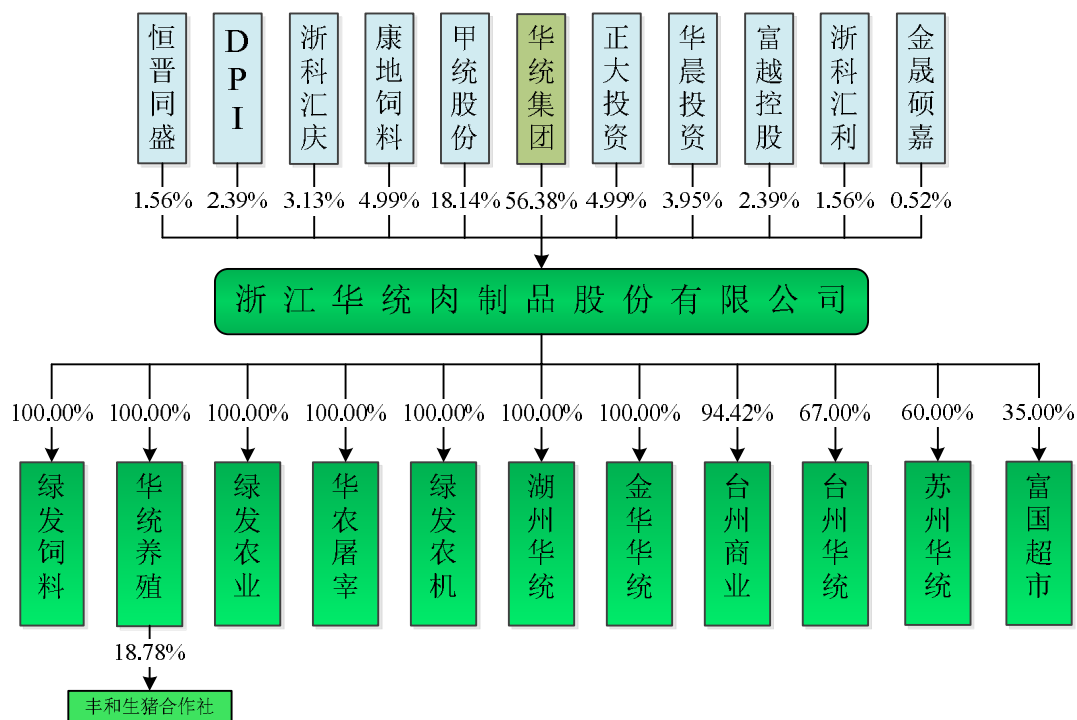 恒晋同盛
DPI
浙科汇庆
康地饲料
甲统股份
华统集团
正大投资
华晨投资
富越控股
浙科汇利
金晟硕嘉
1.56% 2.39% 3.13% 4.99% 18.14% 56.38% 4.99% 3.95% 2.39% 1.56% 0.52%
浙江华统肉制品股份有限公司
100.00% 100.00% 100.00% 100.00% 100.00% 100.00% 100.00% 94.42% 67.00% 60.00% 35.00%
绿发饲料
华统养殖
绿发农业
华农屠宰
绿发农机
湖州华统
金华华统
台州商业
台州华统
苏州华统
富国超市
18.78%
丰和生猪合作社